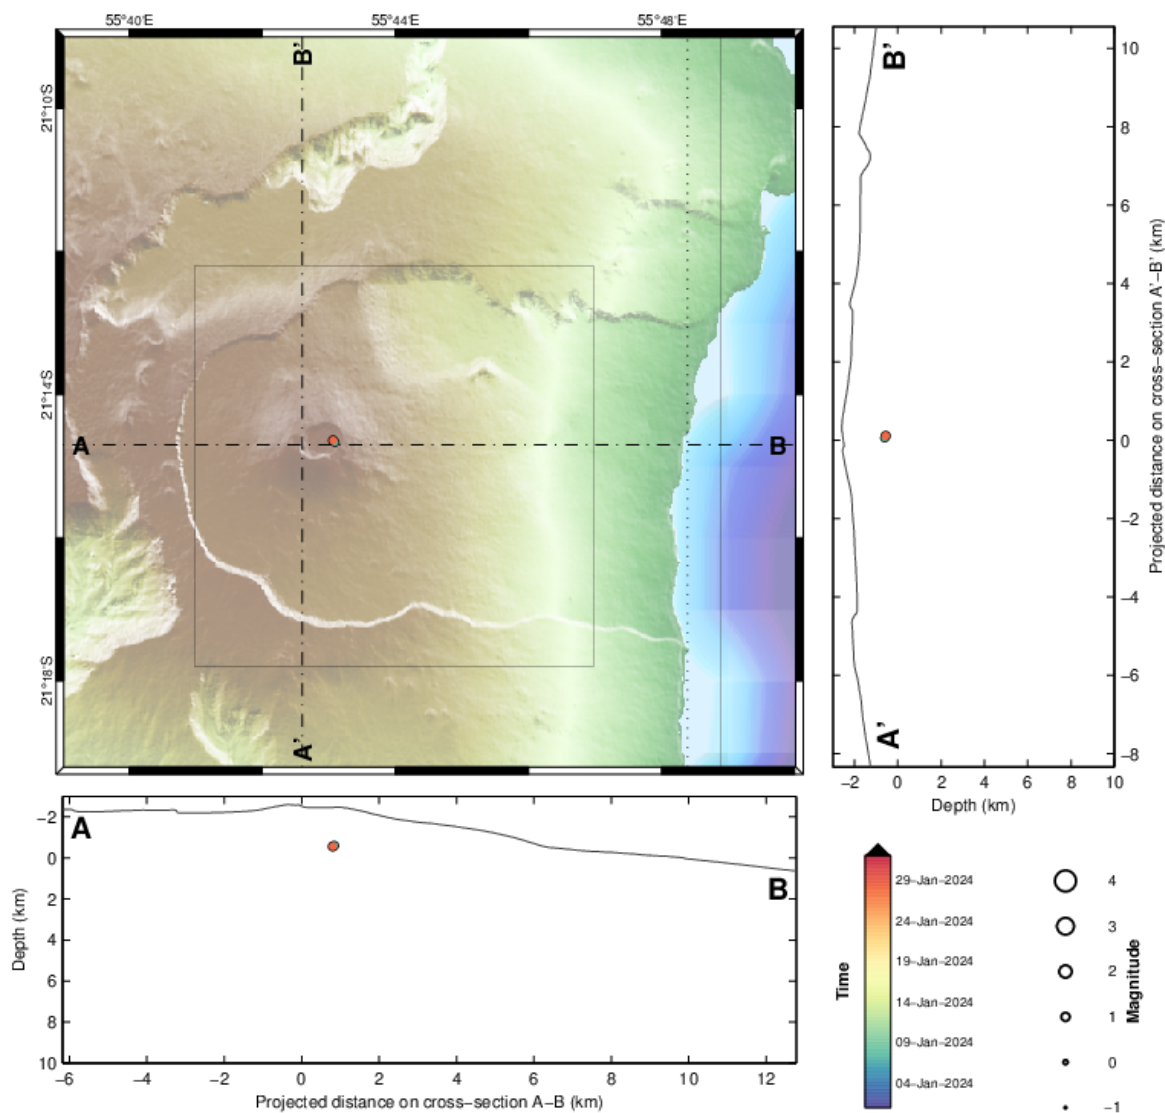 55°40'E 55°44'E 55°48'E
21°10'S
21°14'S
21°18'S
B'
A B
A'
B'
A'
10
8
6
4
2
0
−2
−4
−6
−8
Projected distance on cross−section A'−B' (km)
−2 0 2 4 6 8 10
Depth (km)
A
B
−2
0
2
4
6
8
10
Depth (km)
−6 −4 −2 0 2 4 6 8 10 12
Projected distance on cross−section A−B (km)
Time
29−Jan−2024
24−Jan−2024
19−Jan−2024
14−Jan−2024
09−Jan−2024
04−Jan−2024
4
3
2
1
0
−1
Magnitude